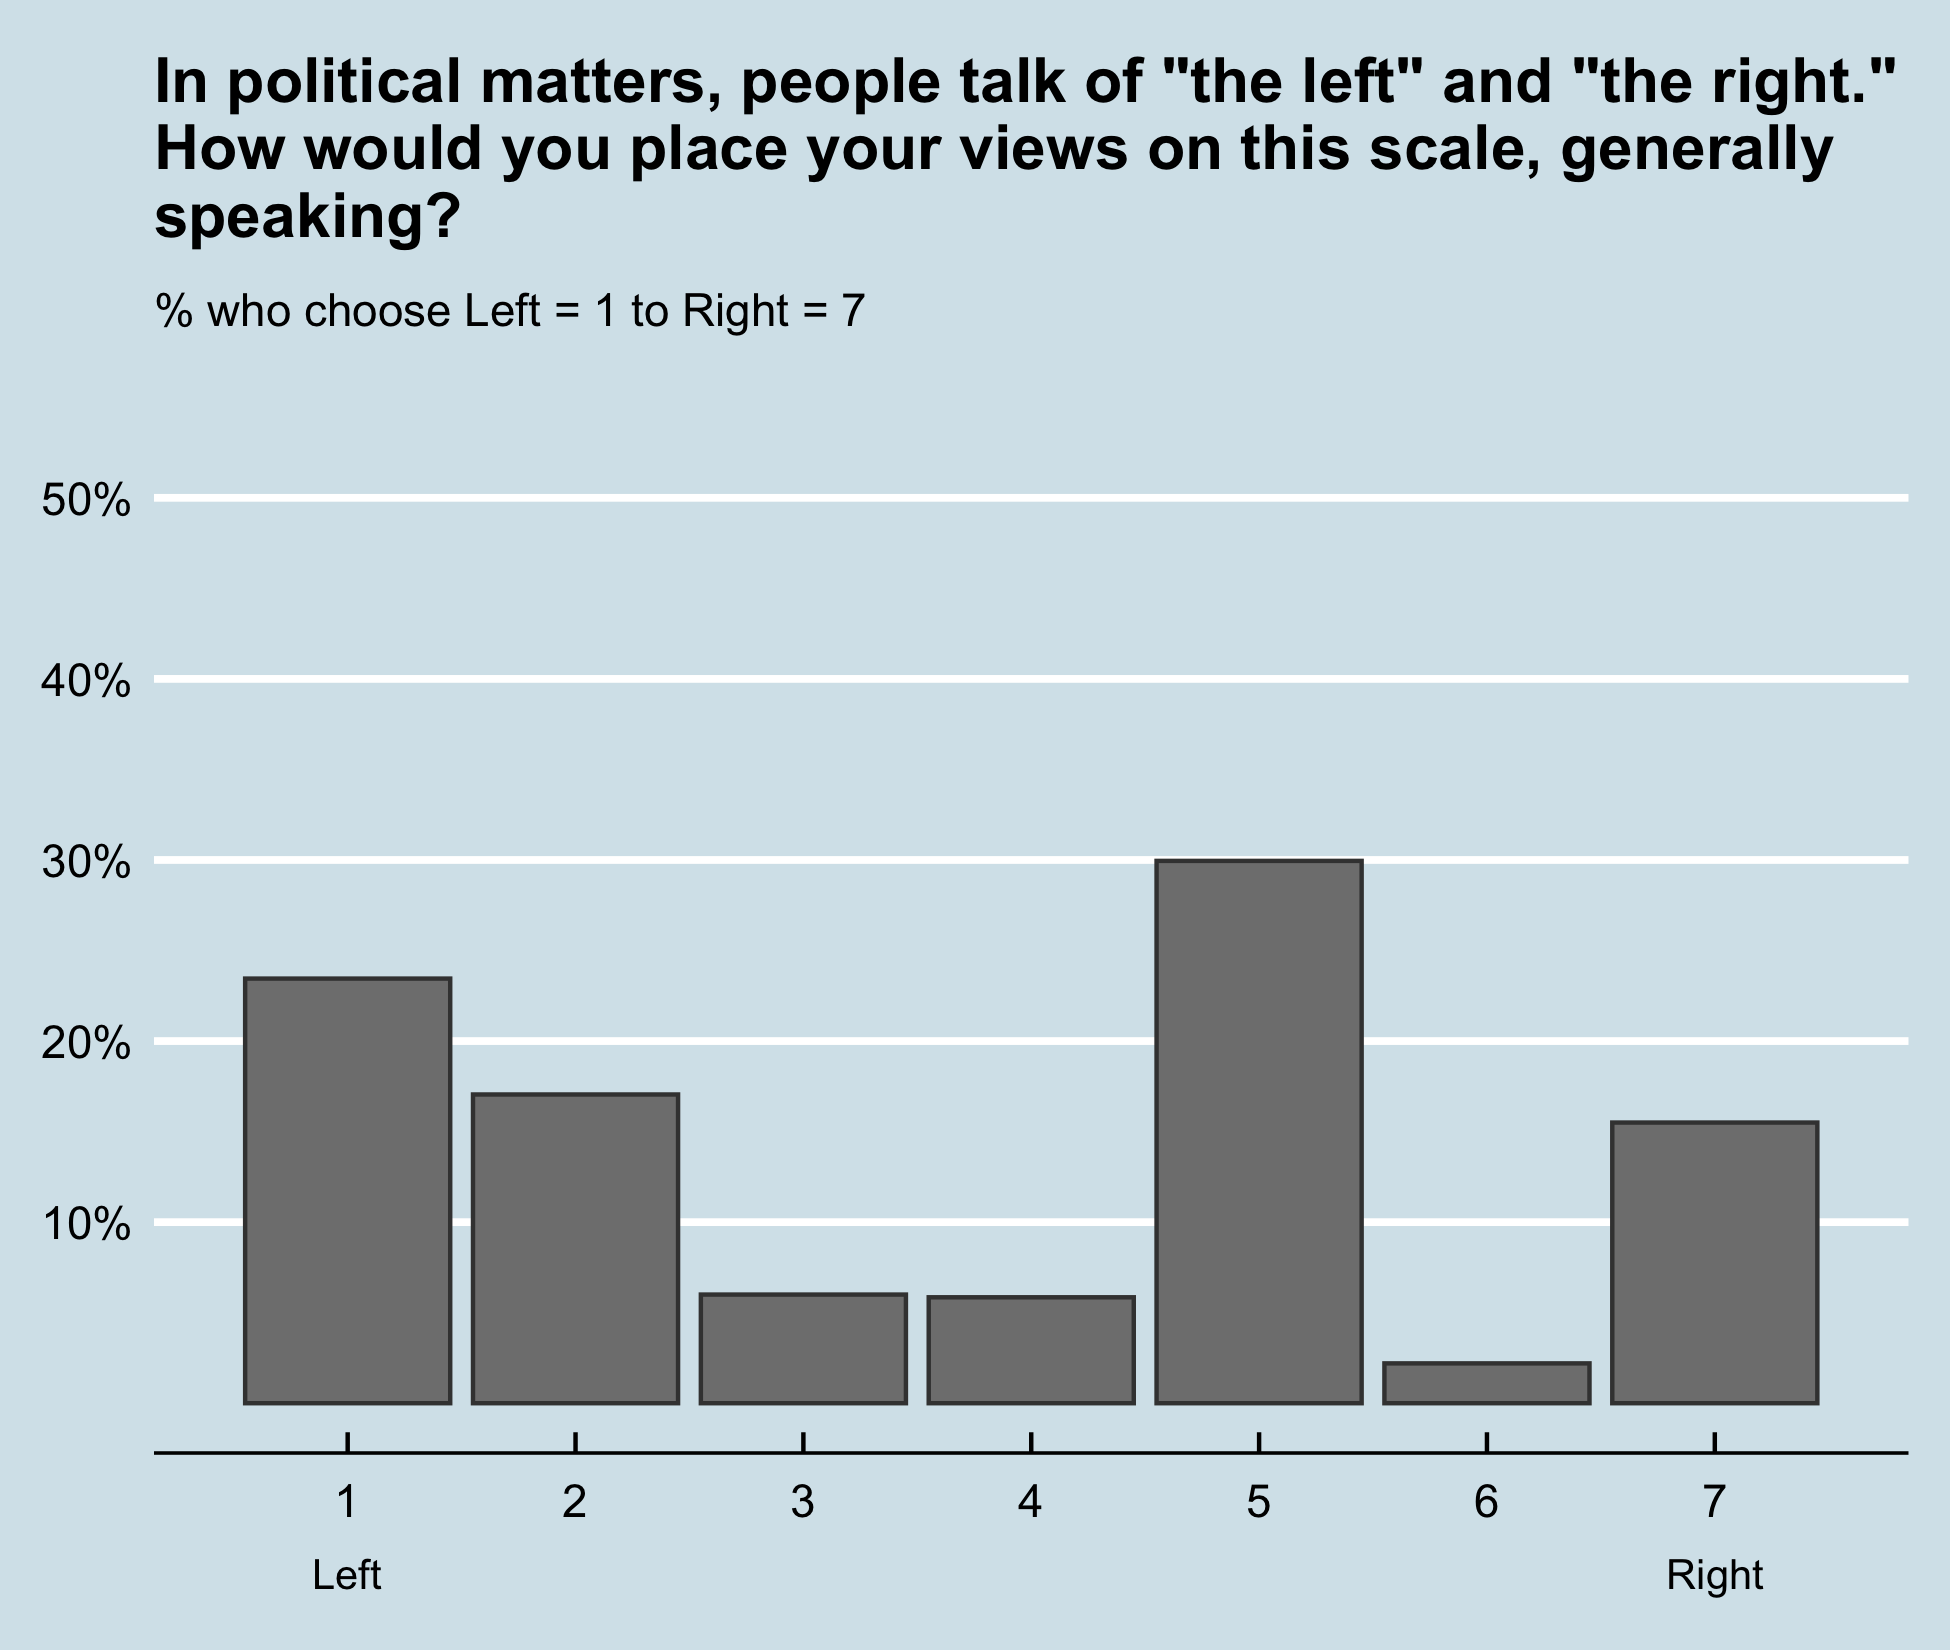 In political matters, people talk of "the left" and "the right."
How would you place your views on this scale, generally
speaking?
% who choose Left = 1 to Right = 7
50%
40%
30%
20%
10%
1 2 3 4 5 6 7
Left Right